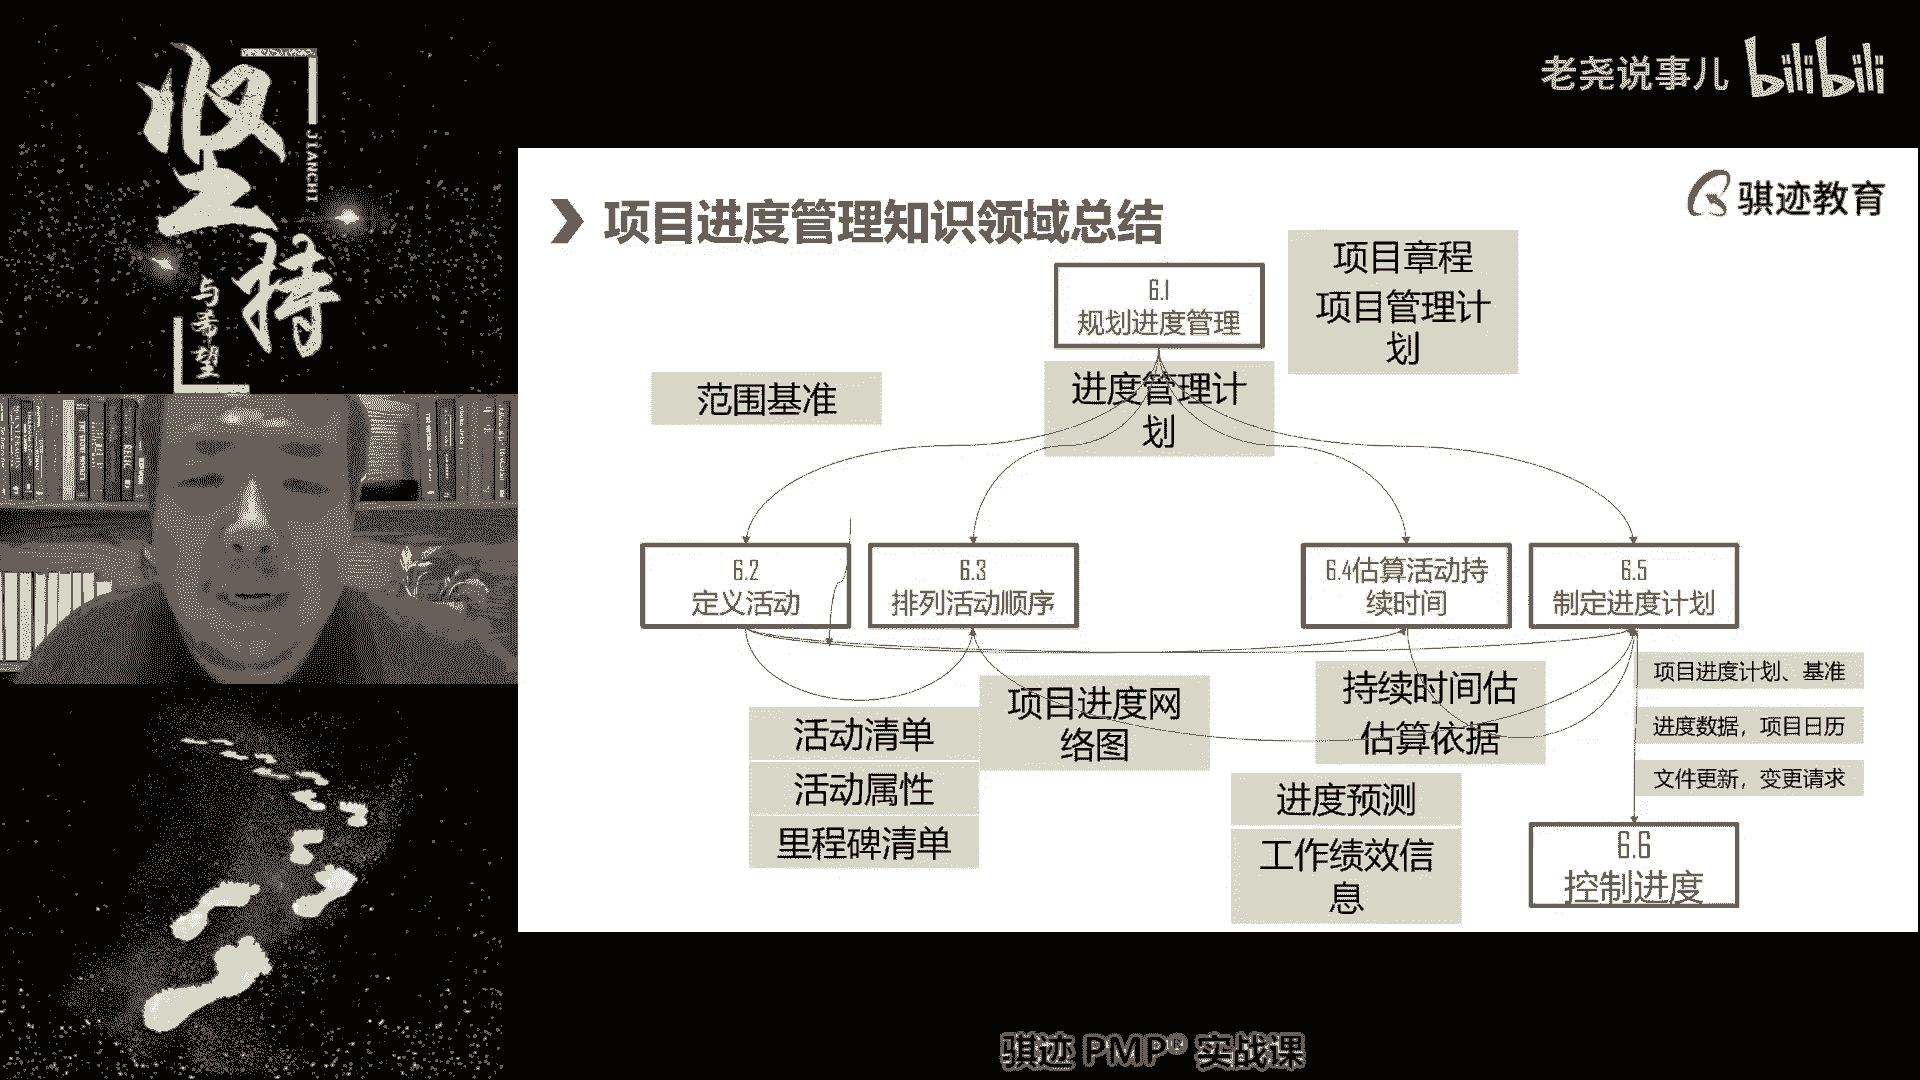 坚持
JIANCHI
与希望
老尧说事儿 bilibili
骐迹教育
项目进度管理知识领域总结
项目章程
项目管理计
划
6.1
规划进度管理
进度管理计
划
范围基准
6.2
定义活动
6.3
排列活动顺序
6.4估算活动持
续时间
6.5
制定进度计划
活动清单
活动属性
里程碑清单
项目进度网
络图
持续时间估
估算依据
进度预测
工作绩效信
息
项目进度计划、基准
进度数据，项目日历
文件更新，变更请求
6.6
控制进度
骐迹 PMP® 实战课